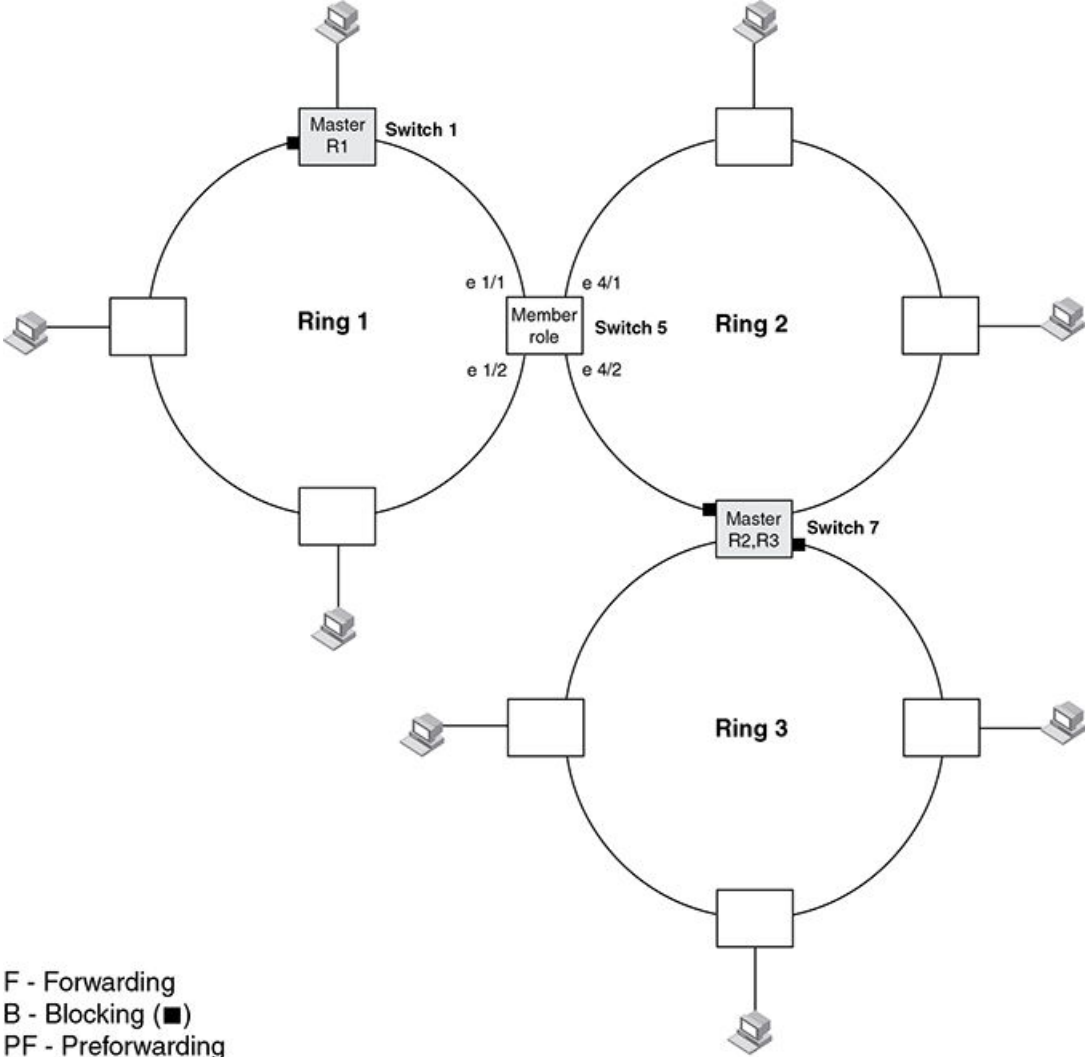 Master
R1
Switch 1
e 1/1
e 4/1
Ring 1
Member
role
Switch 5
Ring 2
e 1/2
e 4/2
Master
R2,R3
Switch 7
Ring 3
F - Forwarding
B - Blocking (■)
PF - Preforwarding